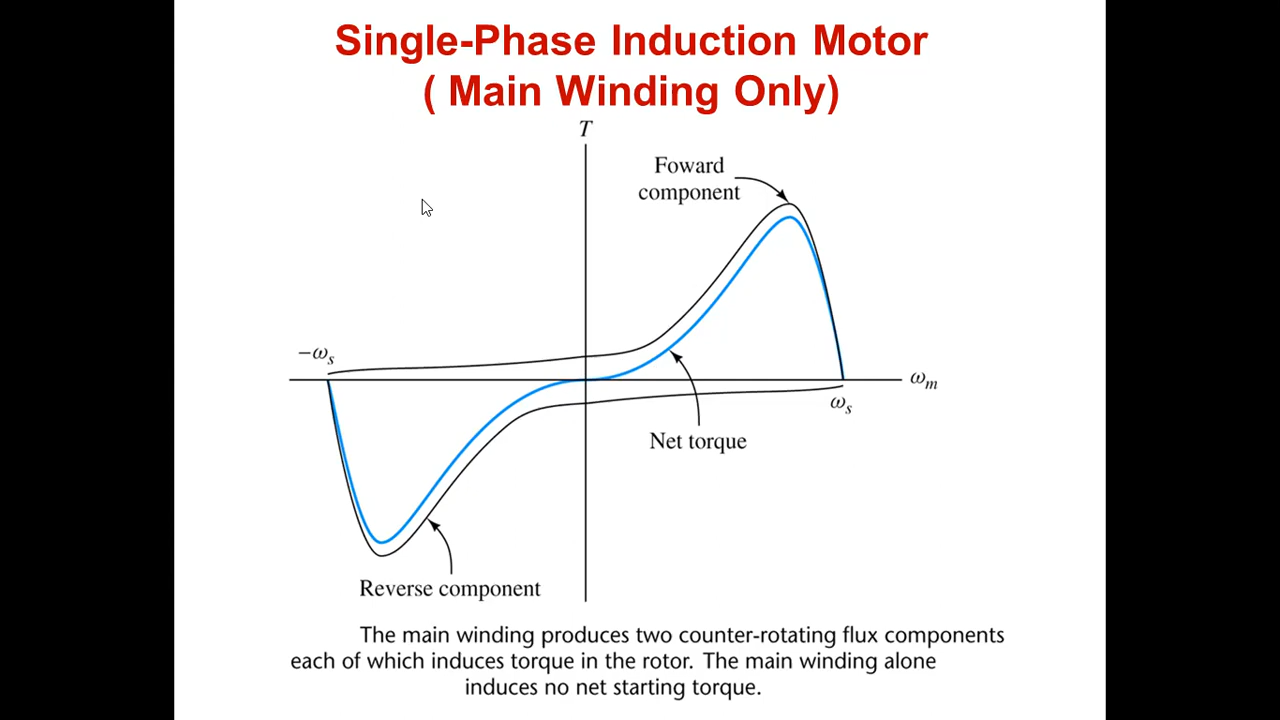 Single-Phase Induction Motor
( Main Winding Only)
T
Foward
component
−ωs
ωm
ωs
Net torque
Reverse component
The main winding produces two counter-rotating flux components
each of which induces torque in the rotor. The main winding alone
induces no net starting torque.